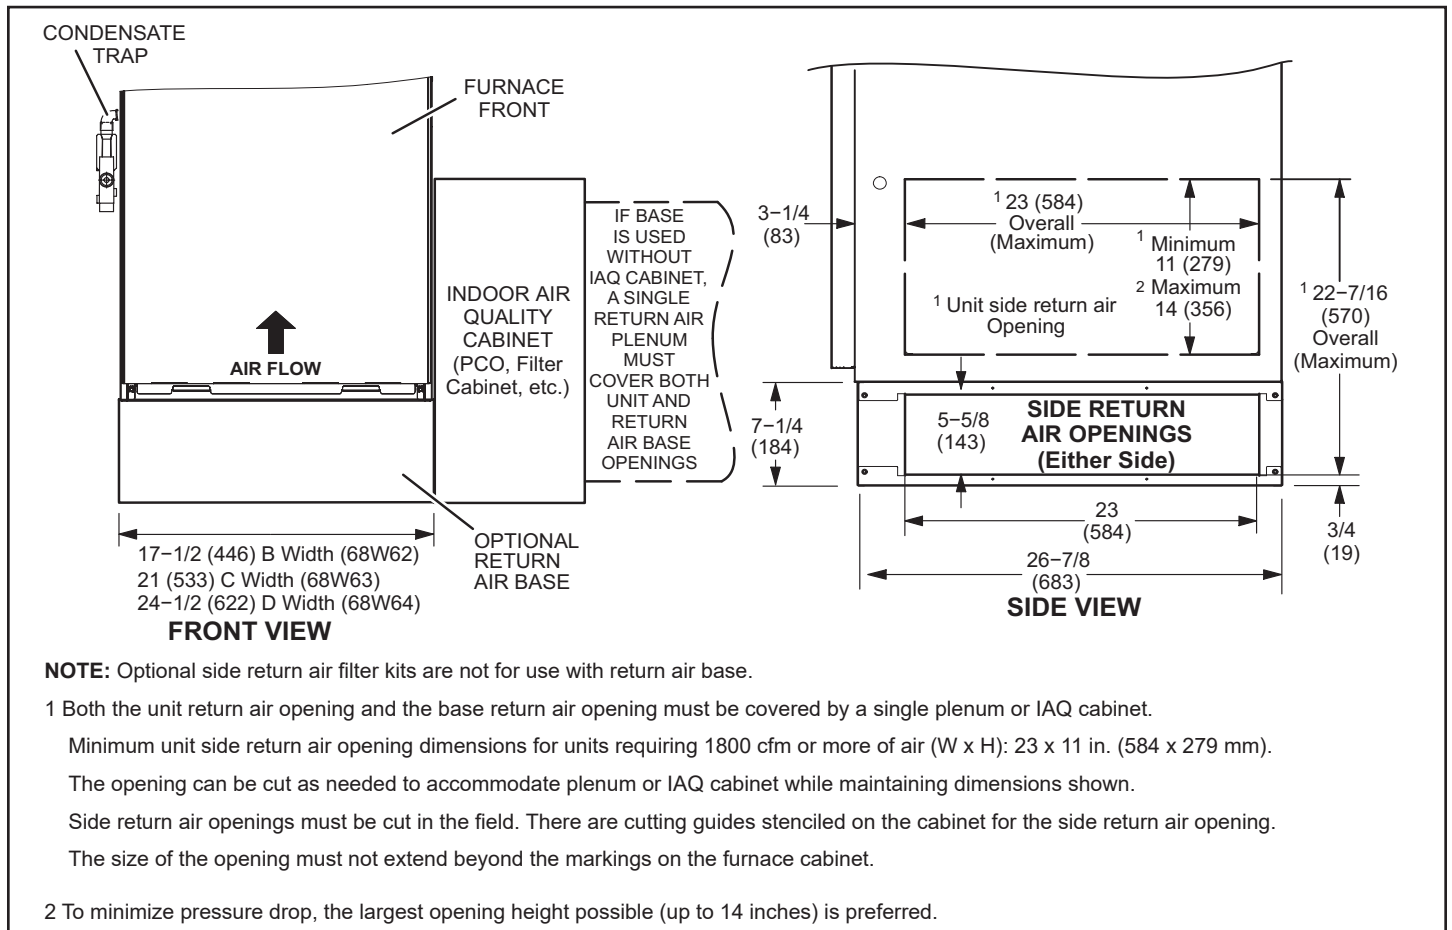 CONDENSATE
TRAP
FURNACE
FRONT
AIR FLOW
INDOOR AIR
QUALITY
CABINET
(PCO, Filter
Cabinet, etc.)
IF BASE
IS USED
WITHOUT
IAQ CABINET,
A SINGLE
RETURN AIR
PLENUM
MUST
COVER BOTH
UNIT AND
RETURN
AIR BASE
OPENINGS
OPTIONAL
RETURN
AIR BASE
17−1/2 (446) B Width (68W62)
21 (533) C Width (68W63)
24−1/2 (622) D Width (68W64)
FRONT VIEW
3−1/4
(83)
1 23 (584)
Overall
(Maximum)
1 Minimum
11 (279)
2 Maximum
14 (356)
1 Unit side return air
Opening
1 22−7/16
(570)
Overall
(Maximum)
7−1/4
(184)
5−5/8
(143)
SIDE RETURN
AIR OPENINGS
(Either Side)
23
(584)
3/4
(19)
26−7/8
(683)
SIDE VIEW
NOTE: Optional side return air filter kits are not for use with return air base.
1 Both the unit return air opening and the base return air opening must be covered by a single plenum or IAQ cabinet.
Minimum unit side return air opening dimensions for units requiring 1800 cfm or more of air (W x H): 23 x 11 in. (584 x 279 mm).
The opening can be cut as needed to accommodate plenum or IAQ cabinet while maintaining dimensions shown.
Side return air openings must be cut in the field. There are cutting guides stenciled on the cabinet for the side return air opening.
The size of the opening must not extend beyond the markings on the furnace cabinet.
2 To minimize pressure drop, the largest opening height possible (up to 14 inches) is preferred.